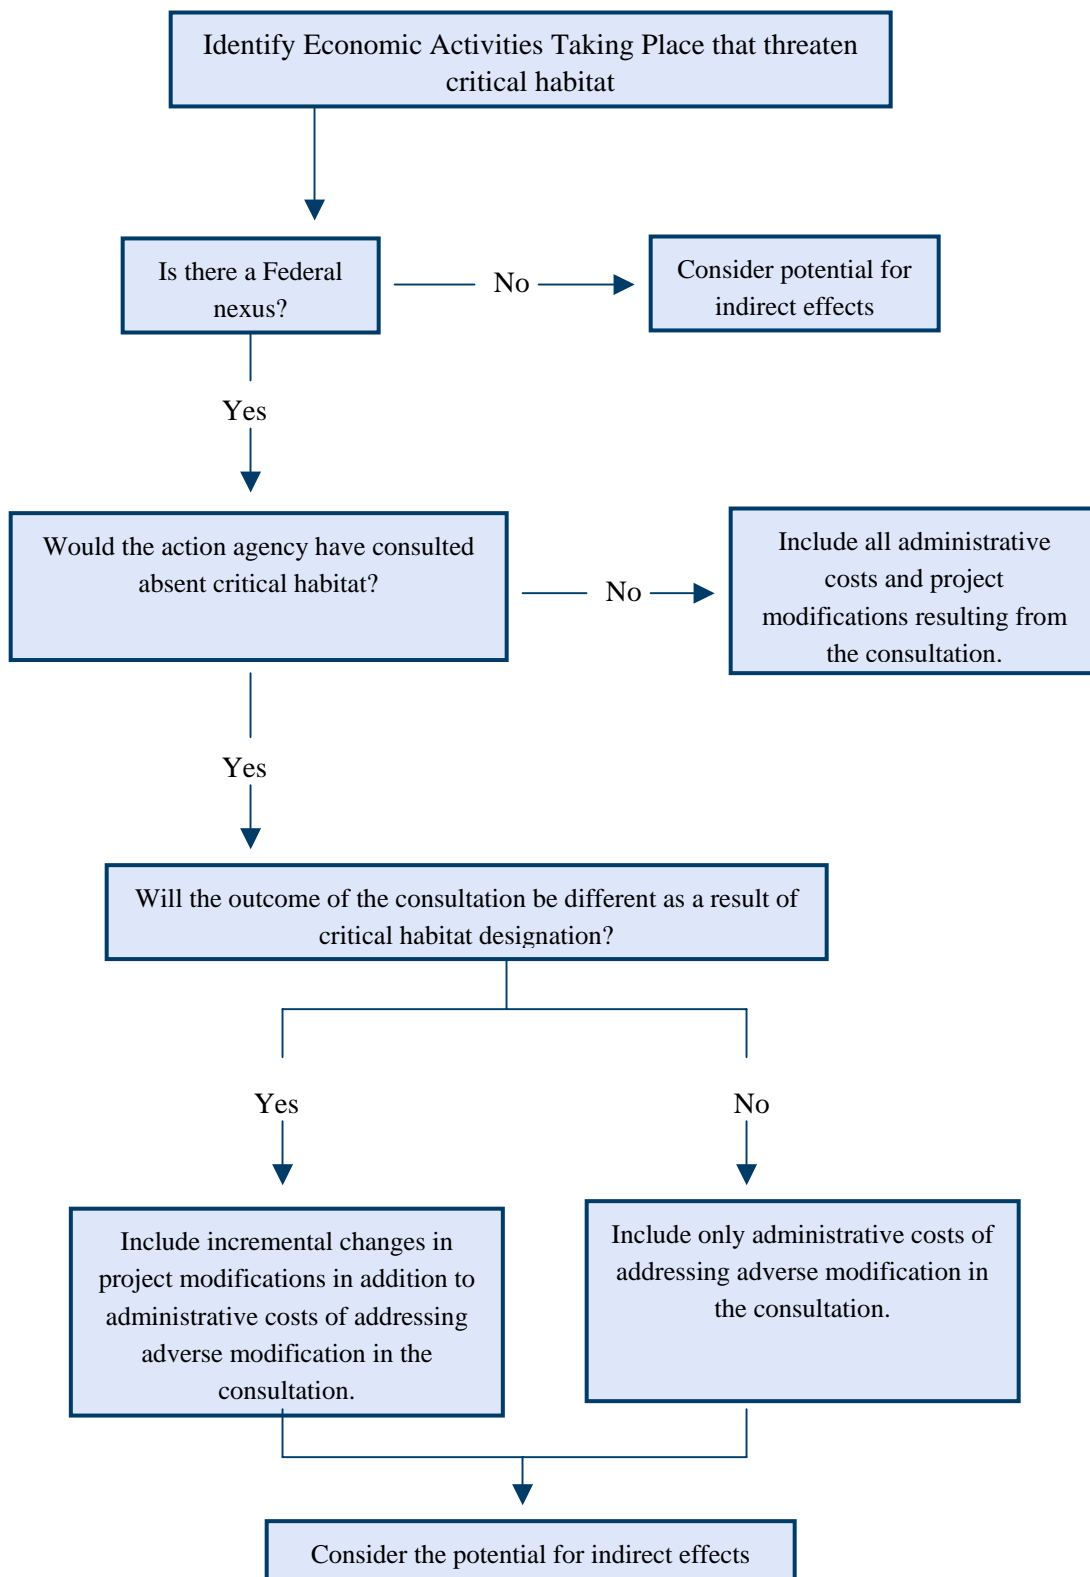 Identify Economic Activities Taking Place that threaten
critical habitat
Is there a Federal
nexus?
No
Consider potential for
indirect effects
Yes
Would the action agency have consulted
absent critical habitat?
No
Include all administrative
costs and project
modifications resulting from
the consultation.
Yes
Will the outcome of the consultation be different as a result of
critical habitat designation?
Yes
No
Include incremental changes in
project modifications in addition to
administrative costs of addressing
adverse modification in the
consultation.
Include only administrative costs of
addressing adverse modification in
the consultation.
Consider the potential for indirect effects